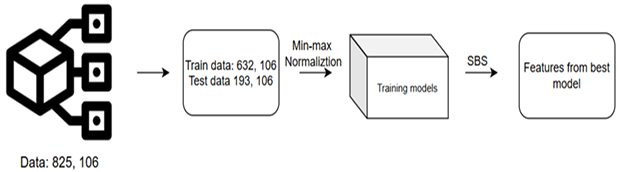 Data: 825, 106
Train data: 632, 106
Test data 193, 106
Min-max
Normaliztion
Training models
SBS
Features from best
model